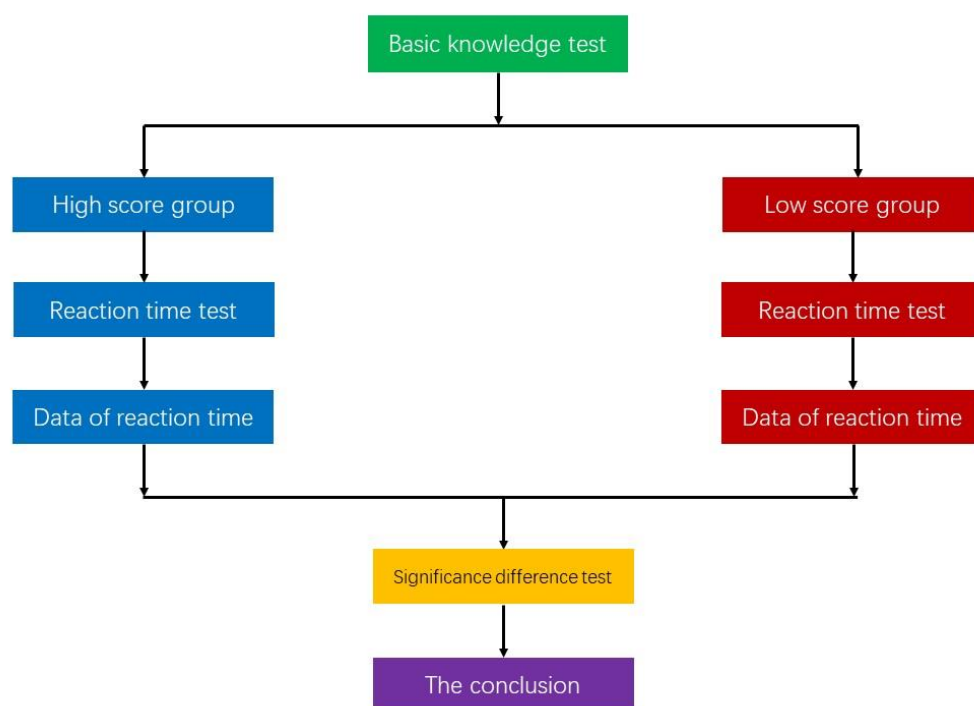 Basic knowledge test
High score group
Low score group
Reaction time test
Reaction time test
Data of reaction time
Data of reaction time
Significance difference test
The conclusion